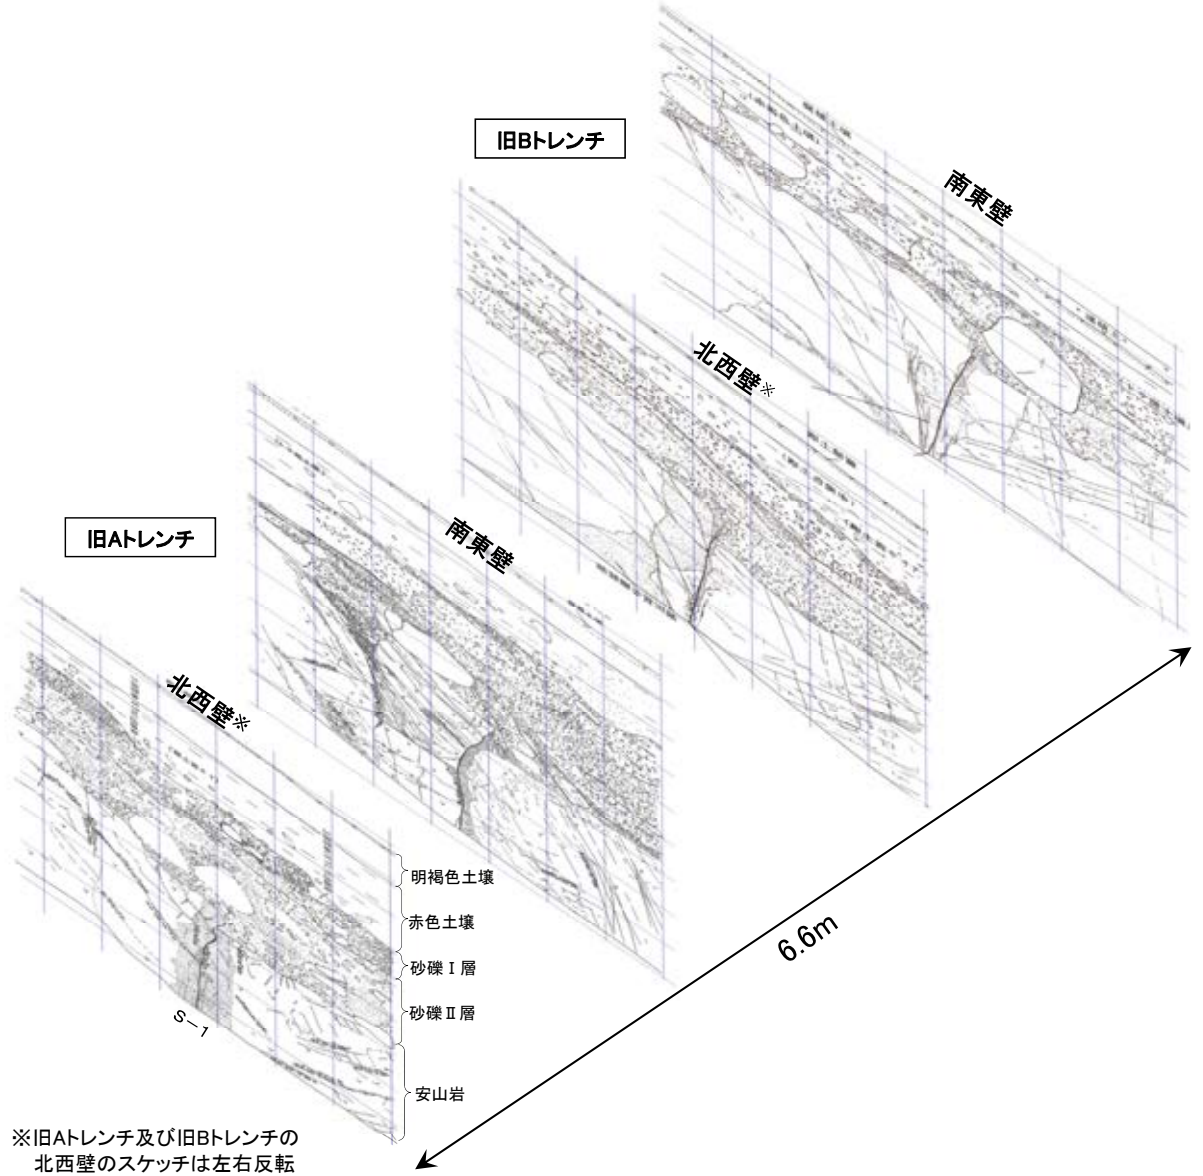 旧Bトレンチ
南東壁
北西壁※
旧Aトレンチ
南東壁
北西壁※
明褐色土壌
赤色土壌
砂礫Ⅰ層
砂礫Ⅱ層
安山岩
S-1
6.6m
※旧Aトレンチ及び旧Bトレンチの
北西壁のスケッチは左右反転